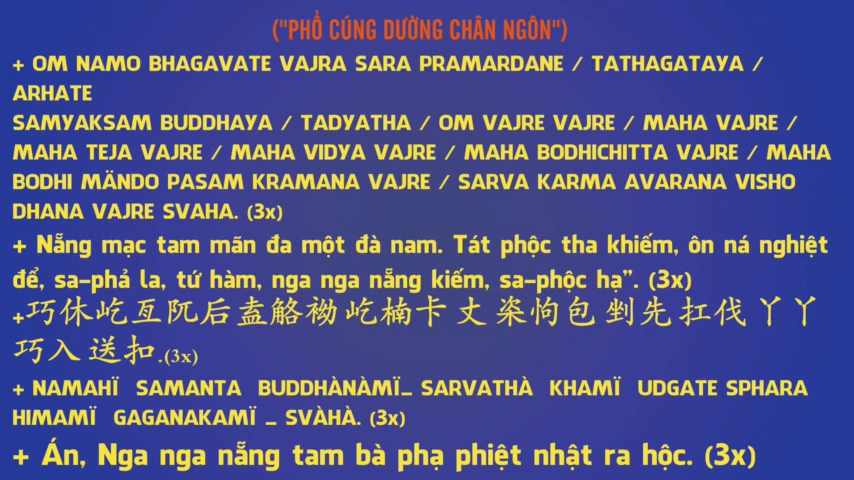 ("PHỔ CÚNG DƯỜNG CHÂN NGÔN")
+ OM NAMO BHAGAVATE VAJRA SARA PRAMARDANE / TATHAGATAYA /
ARHATE
SAMYAKSAM BUDDHAYA / TADYATHA / OM VAJRE VAJRE / MAHA VAJRE /
MAHA TEJA VAJRE / MAHA VIDYA VAJRE / MAHA BODHICHITTA VAJRE / MAHA
BODHI MÄNDO PASAM KRAMANA VAJRE / SARVA KARMA AVARANA VISHO
DHANA VAJRE SVAHA. (3x)
+ Nẵng mạc tam mãn đa một đà nam. Tát phộc tha khiếm, ôn ná nghiệt
để, sa-phả la, tứ hàm, nga nga nẵng kiếm, sa-phộc hạ”. (3x)
+巧休屹亙阢后盍觡袎屹楠卡丈桼怐包剉先扛伐丫丫
巧入送扣.(3x)
+ NAMAHÏ SAMANTA BUDDHÀNÀMÏ_ SARVATHÀ KHAMÏ UDGATE SPHARA
HIMAMÏ GAGANAKAMÏ _ SVÀHÀ. (3x)
+ Án, Nga nga nẵng tam bà phạ phiệt nhật ra hộc. (3x)